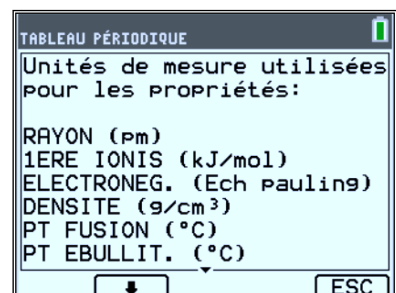 TABLEAU PÉRIODIQUE
Unités de mesure utilisées
pour les propriétés:
RAYON (pm)
1ERE IONIS (kJ/mol)
ELECTRONEG. (Ech pauling)
DENSITE (g/cm³)
PT FUSION (°C)
PT EBULLIT. (°C)
ESC